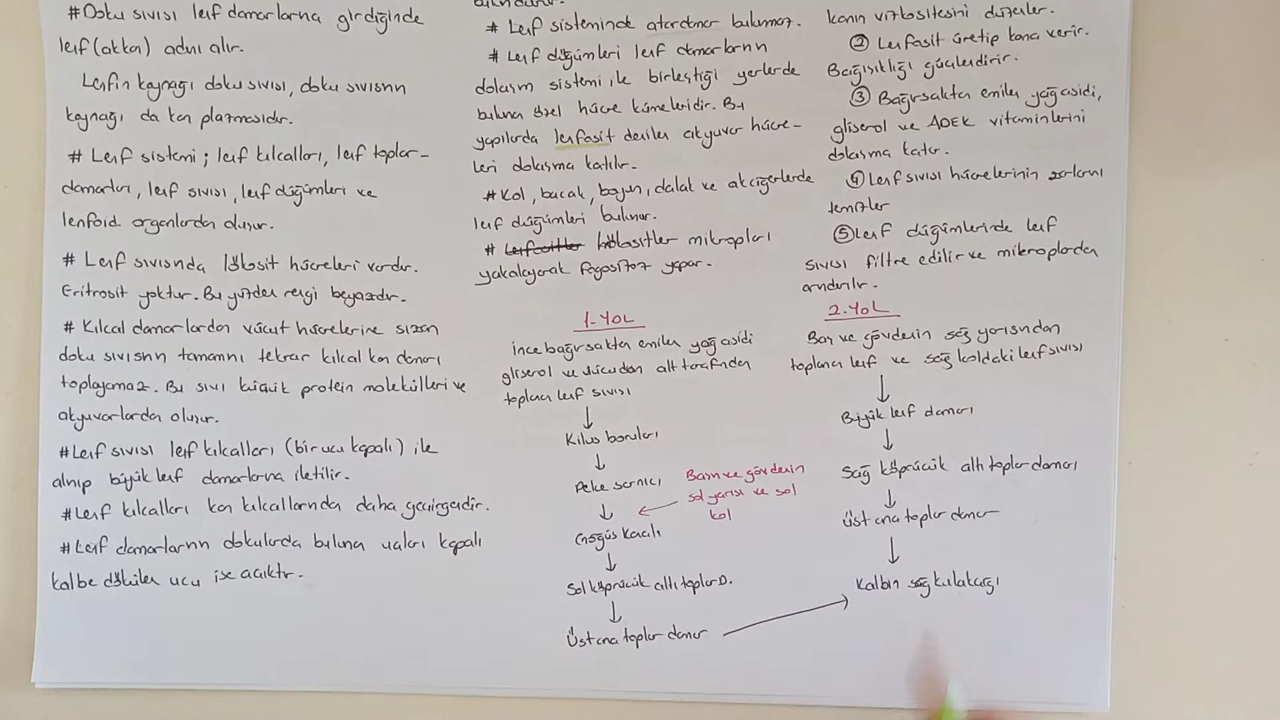 #Doku sıvısı lenf damarlarına girdiğinde
lenf (akkan) adını alır.
Lenfin kaynağı doku sıvısı, doku sıvısının
kaynağı da kan plazmasıdır.
# Lenf sistemi; lenf kılcalları, lenf toplar-
damarları, lenf sıvısı, lenf düğümleri ve
lenfoid organlardan oluşur.
# Lenf sıvısında lökosit hücreleri vardır.
Eritrosit yoktur. Bu yüzden rengi beyazdır.
# Kılcal damarlardan vücut hücrelerine sızan
doku sıvısının tamamını tekrar kılcal kan damarı
toplayamaz. Bu sıvı küçük protein molekülleri ve
akyuvarlardan oluşur.
#Lenf sıvısı lenf kılcalları (bir ucu kapalı) ile
alınıp büyük lenf damarlarına iletilir.
#Lenf kılcalları kan kılcallarından daha geçirgendir.
#Lenf damarlarının dokularda bulunan uçları kapalı
kalbe dökülen ucu ise açıktır.
# Lenf sisteminde atardamar bulunmaz.
# Lenf düğümleri lenf damarlarının
dolaşım sistemi ile birleştiği yerlerde
bulunan özel hücre kümeleridir. Bu
yapılarda lenfosit denilen akyuvar hücre-
leri dolaşıma katılır.
#Kol, bacak, boyun, dalak ve akciğerlerde
lenf düğümleri bulunur.
# Lenfositler lökositler mikropları
yakalayarak fagositoz yapar.
kanın vizkositesini düzenler.
② Lenfosit üretip kana verir.
Bağışıklığı güçlendirir.
③ Bağırsaktan emilen yağ asidi,
gliserol ve ADEK vitaminlerini
dolaşıma katar.
④ Lenf sıvısı hücrelerinin zarlarını
temizler
⑤ Lenf düğümlerinde lenf
sıvısı filtre edilir ve mikroplardan
arındırılır.
1-YOL
İnce bağırsaktan emilen yağ asidi
gliserol ve vücudun alt tarafından
toplanan lenf sıvısı
↓
Kilus boruları
↓
Peke sarnıcı
Başın ve gövdenin
sol yarısı ve sol
kol
↓
Göğüs Kanalı
↓
Sol köprücük altı toplar D.
↓
Üst ana toplar damar
2.YOL
Baş ve gövdenin sağ yarısından
toplanan lenf ve sağ koldaki lenf sıvısı
↓
Büyük lenf damarı
↓
Sağ köprücük altı toplar damarı
↓
Üst ana toplar damar
↓
Kalbin sağ kulakçığı